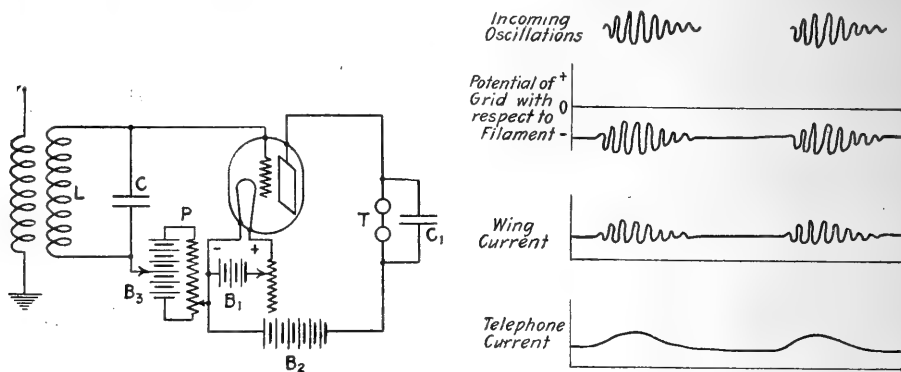 L
C
P
B3
-
+
B1
B2
T
C1
Incoming
Oscillations
Potential of +
Grid with 0
respect to
Filament -
Wing
Current
Telephone
Current